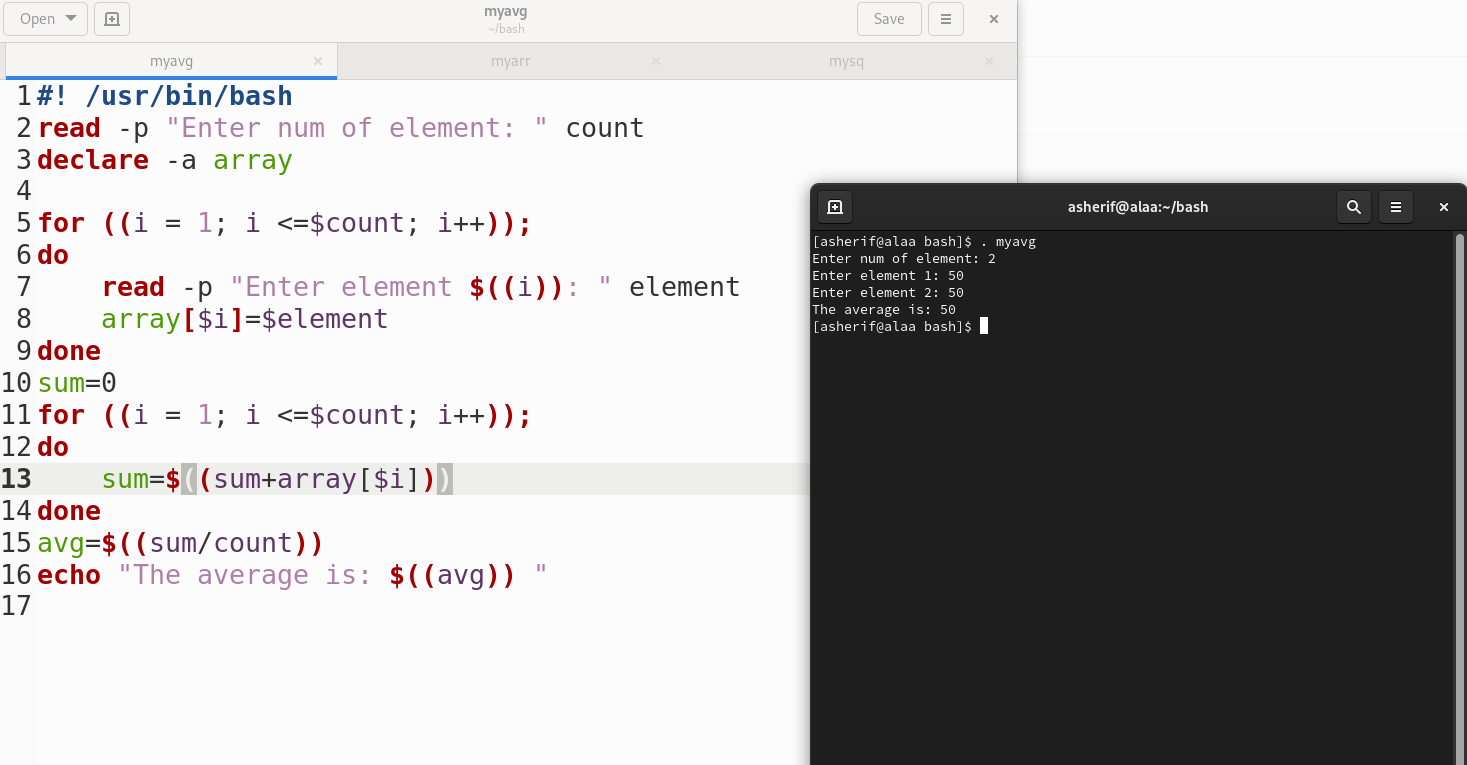 Open
myavg
~/bash
Save
myavg
myarr
mysq
1 #! /usr/bin/bash
2 read -p "Enter num of element: " count
3 declare -a array
4
5 for ((i = 1; i <=$count; i++));
6 do
7     read -p "Enter element $((i)): " element
8     array[$i]=$element
9 done
10 sum=0
11 for ((i = 1; i <=$count; i++));
12 do
13     sum=$((sum+array[$i]))
14 done
15 avg=$((sum/count))
16 echo "The average is: $((avg)) "
17
asherif@alaa:~/bash
[asherif@alaa bash]$ . myavg
Enter num of element: 2
Enter element 1: 50
Enter element 2: 50
The average is: 50
[asherif@alaa bash]$